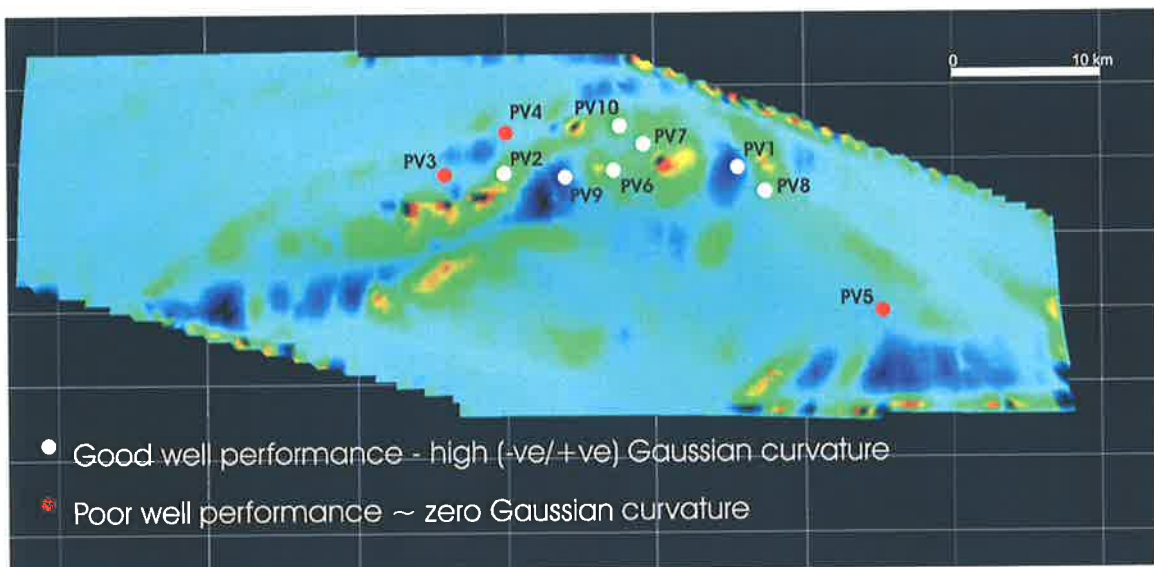 0 10 km
PV4
PV10
PV7
PV3
PV2
PV1
PV6
PV9
PV8
PV5
Good well performance - high (-ve/+ve) Gaussian curvature
Poor well performance ~ zero Gaussian curvature